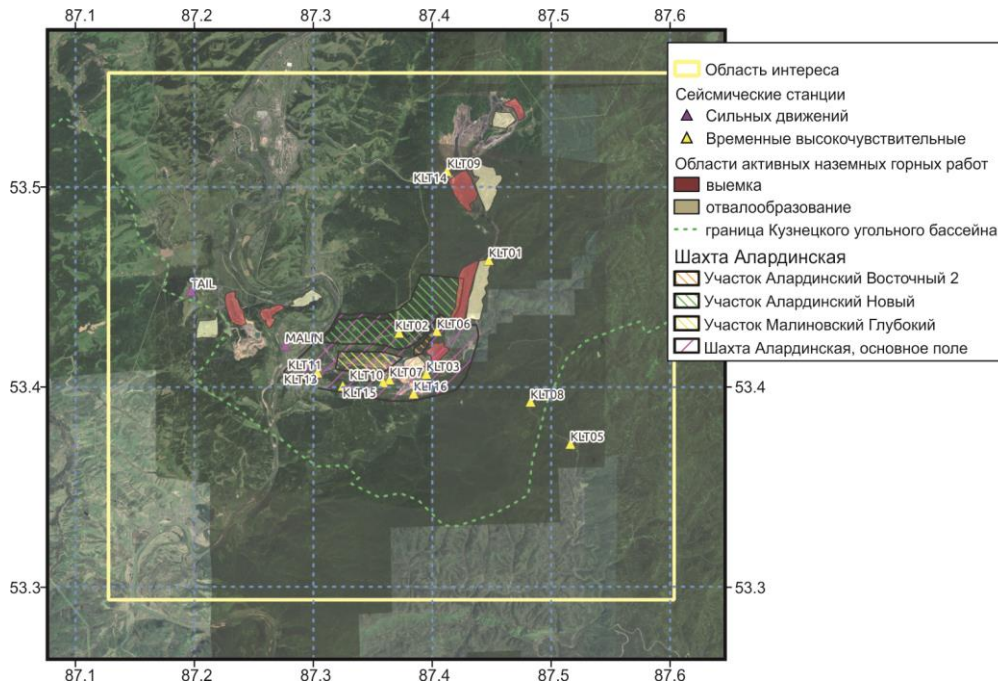 87.1 87.2 87.3 87.4 87.5 87.6
Область интереса
Сейсмические станции
Сильных движений
Временные высокочувствительные
Области активных наземных горных работ
выемка
отвалообразование
граница Кузнецкого угольного бассейна
Шахта Алардинская
Участок Алардинский Восточный 2
Участок Алардинский Новый
Участок Малиновский Глубокий
Шахта Алардинская, основное поле
53.5
KLT09
KLT14
KLT01
TAIL
MALIN
KLT02
KLT06
KLT11
KLT13
KLT10
KLT07
KLT03
KLT15
KLT16
53.4 53.4
KLT08
KLT05
53.3 53.3
87.1 87.2 87.3 87.4 87.5 87.6